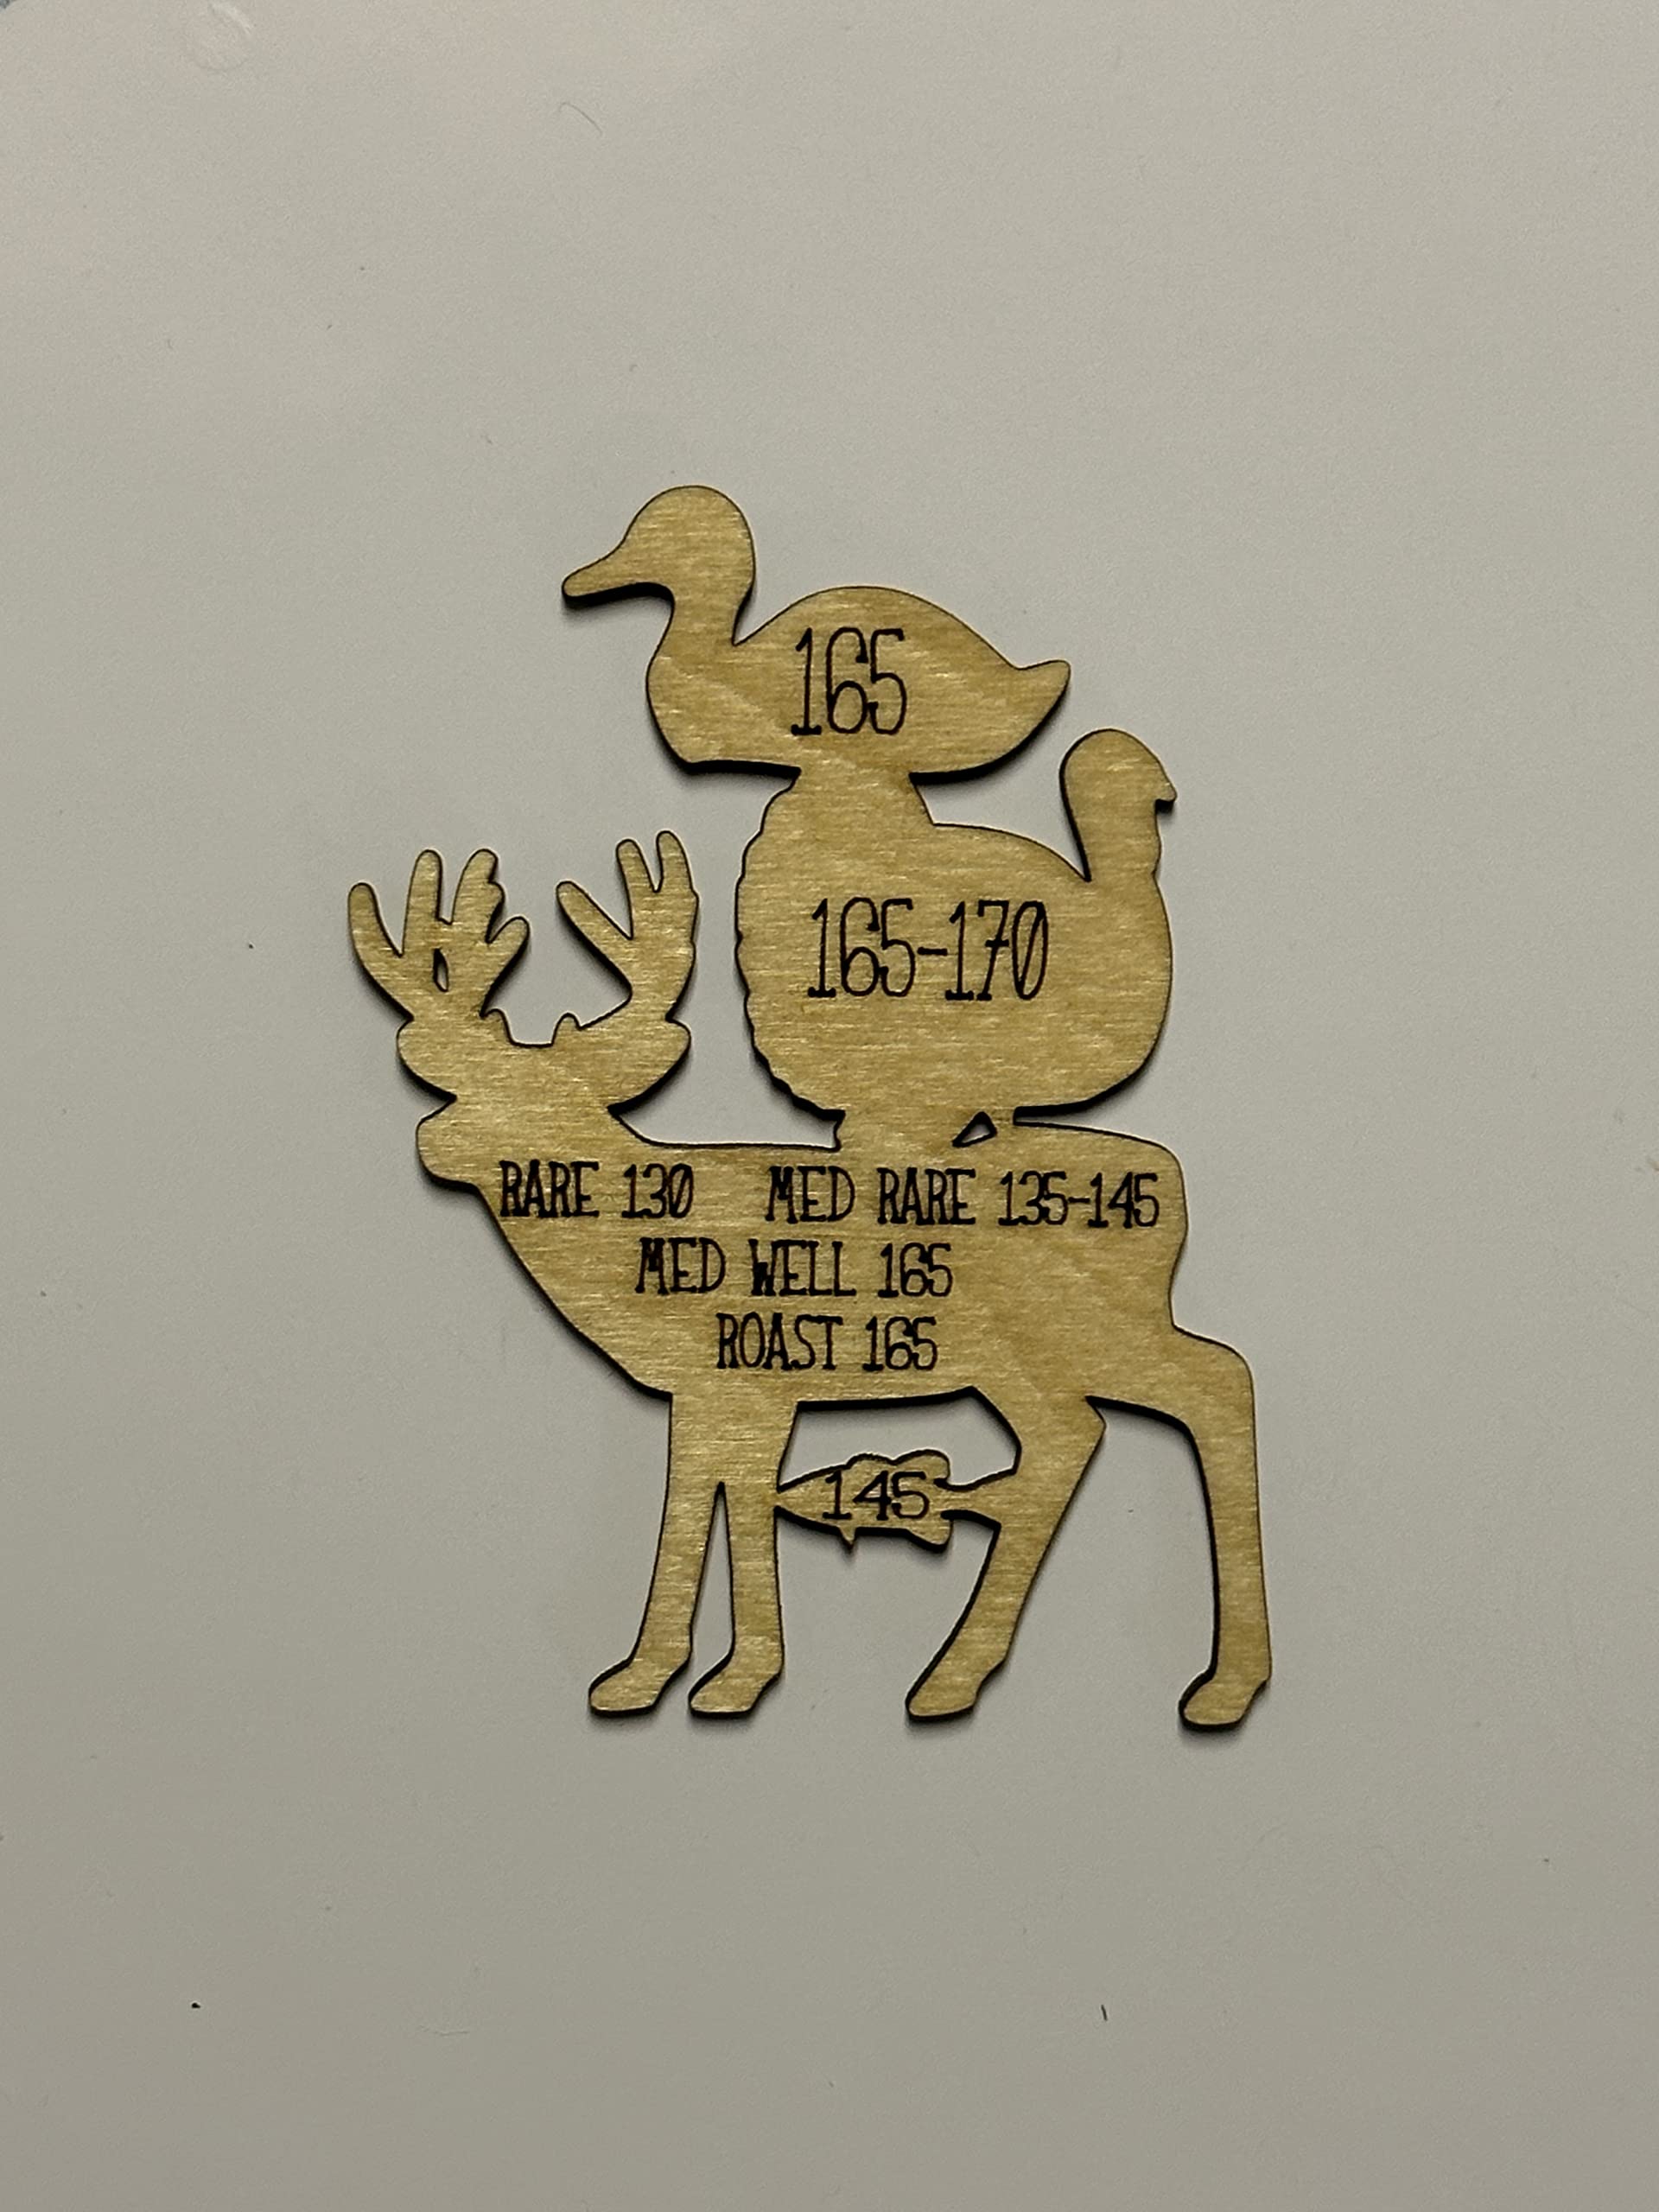 165
165-170
RARE 130 MED RARE 135-145
MED WELL 165
ROAST 165
145